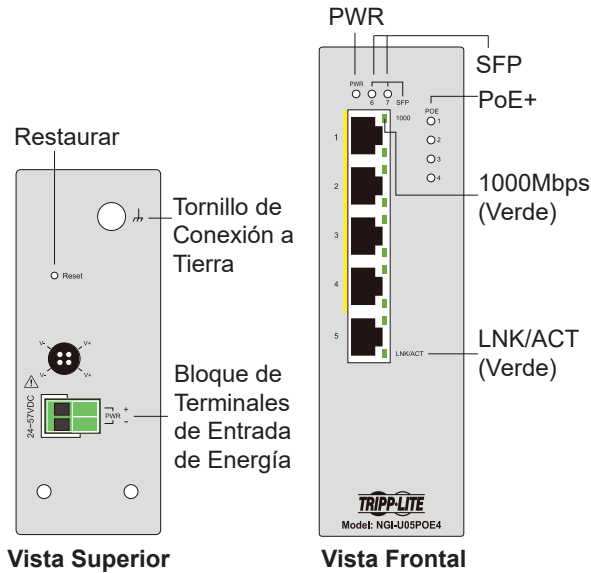 PWR
SFP
PoE+
1000Mbps
(Verde)
LNK/ACT
(Verde)
PWR
6
7
SFP
1000
POE
1
2
3
4
1
2
3
4
5
LNK/ACT
TRIPP·LITE
Model: NGI-U05POE4
Vista Frontal
Restaurar
Tornillo de
Conexión a
Tierra
Reset
V-
V+
V-
V+
24–57VDC
PWR
+
-
Bloque de
Terminales
de Entrada
de Energía
Vista Superior